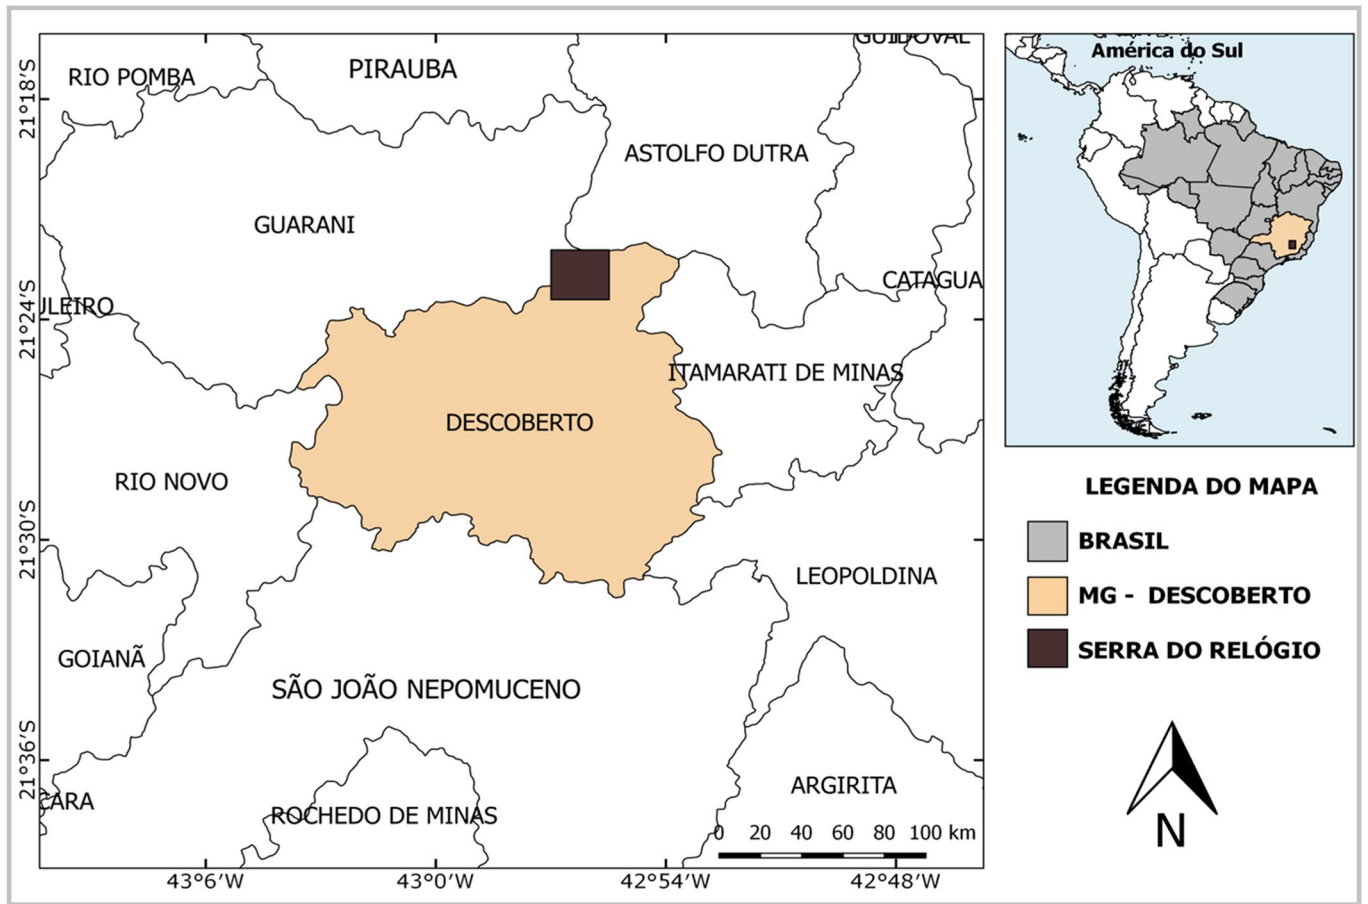 GUIDOVAL
RIO POMBA
PIRAUBA
ASTOLFO DUTRA
GUARANI
CATAGUA
ULEIRO
ITAMARATI DE MINAS
DESCOBERTO
RIO NOVO
LEOPOLDINA
GOIANÃ
SÃO JOÃO NEPOMUCENO
ARGIRITA
CARA
ROCHEDO DE MINAS
0 20 40 60 80 100 km
21°18'S
21°24'S
21°30'S
21°36'S
43°6'W
43°0'W
42°54'W
42°48'W
América do Sul
LEGENDA DO MAPA
BRASIL
MG - DESCOBERTO
SERRA DO RELÓGIO
N